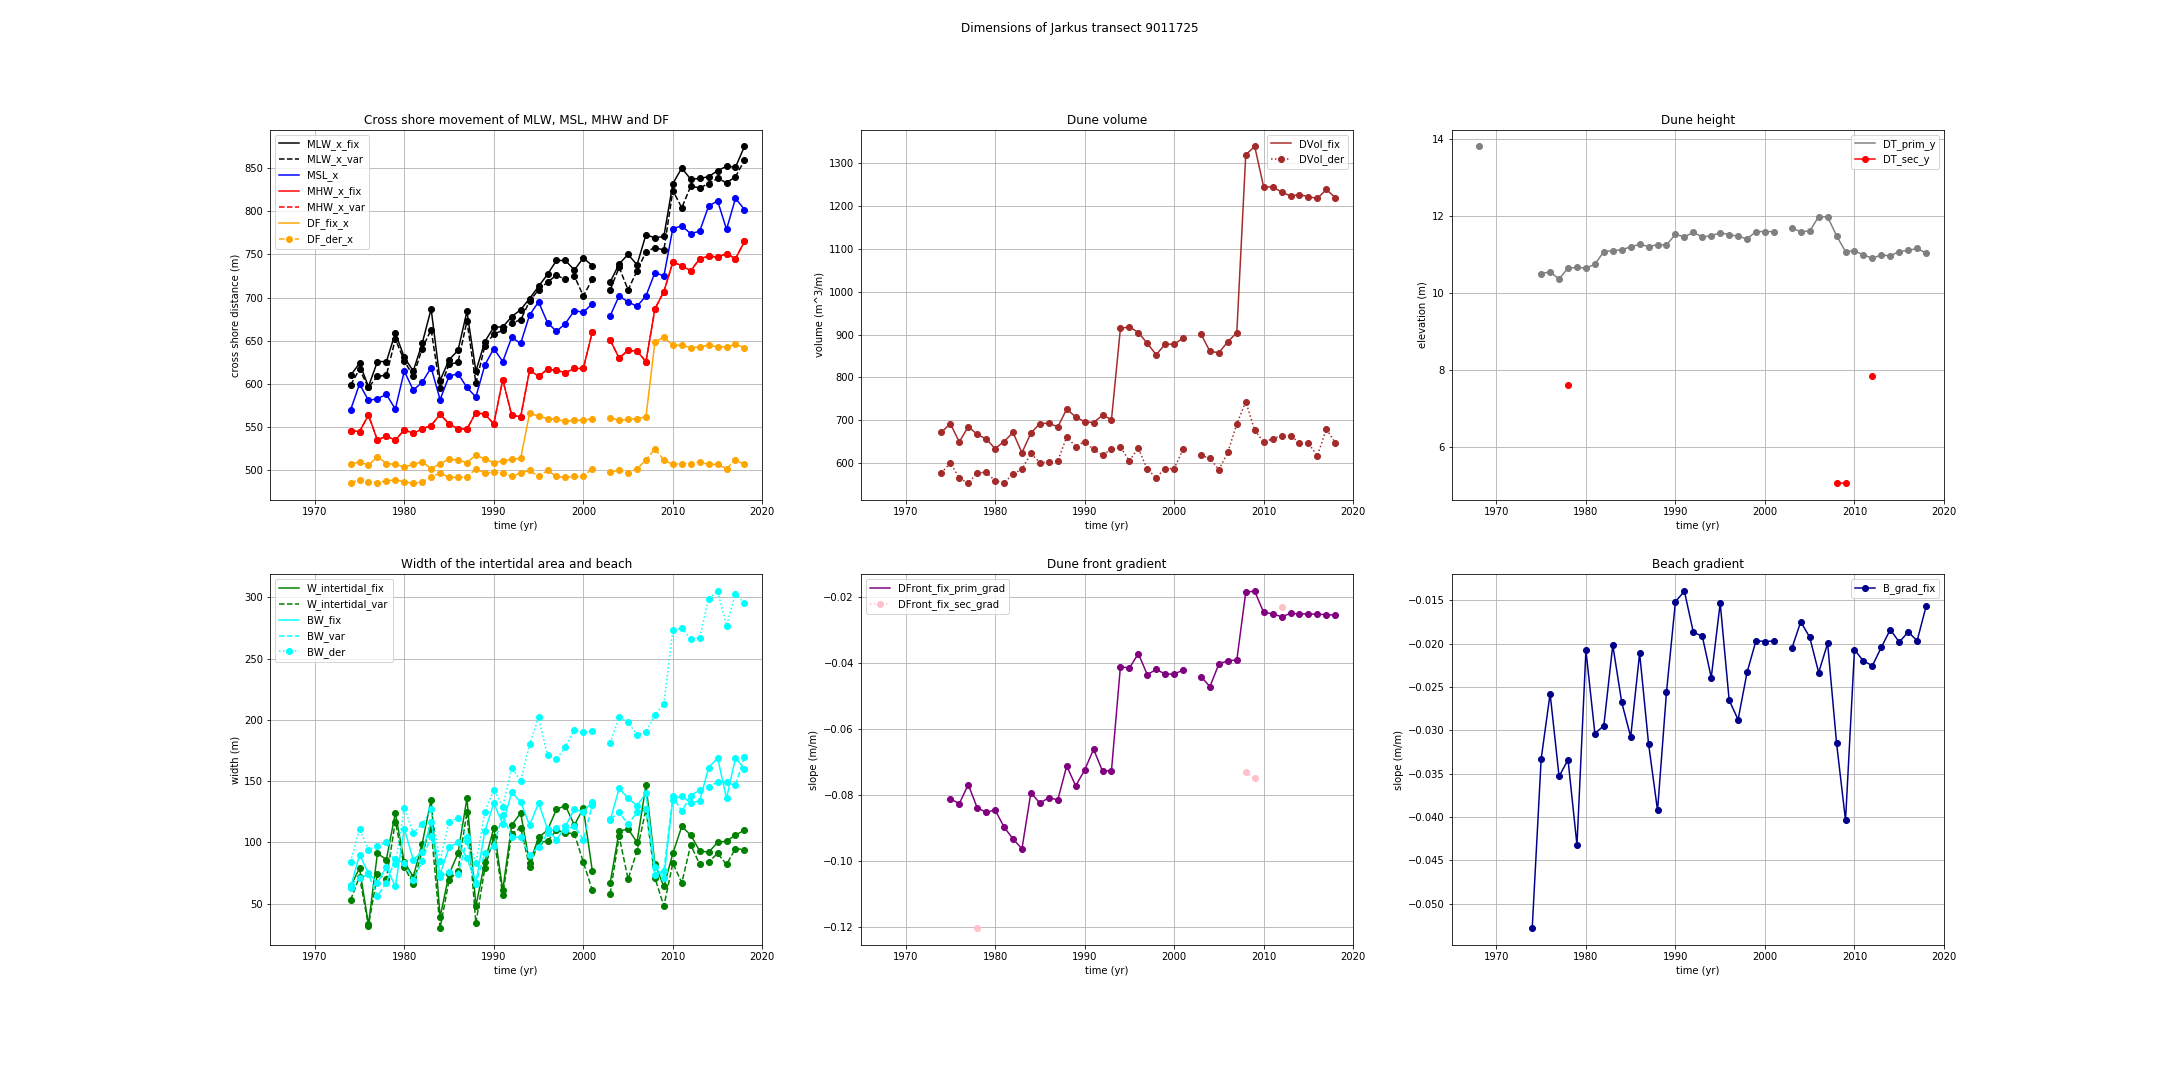 Dimensions of Jarkus transect 9011725
Cross shore movement of MLW, MSL, MHW and DF
cross shore distance (m)
850
800
750
700
650
600
550
500
MLW_x_fix
MLW_x_var
MSL_x
MHW_x_fix
MHW_x_var
DF_fix_x
DF_der_x
1970 1980 1990 2000 2010 2020
time (yr)
Dune volume
volume (m^3/m)
1300
1200
1100
1000
900
800
700
600
DVol_fix
DVol_der
1970 1980 1990 2000 2010 2020
time (yr)
Dune height
elevation (m)
14
12
10
8
6
DT_prim_y
DT_sec_y
1970 1980 1990 2000 2010 2020
time (yr)
Width of the intertidal area and beach
width (m)
300
250
200
150
100
50
W_intertidal_fix
W_intertidal_var
BW_fix
BW_var
BW_der
1970 1980 1990 2000 2010 2020
time (yr)
Dune front gradient
slope (m/m)
−0.02
−0.04
−0.06
−0.08
−0.10
−0.12
DFront_fix_prim_grad
DFront_fix_sec_grad
1970 1980 1990 2000 2010 2020
time (yr)
Beach gradient
slope (m/m)
−0.015
−0.020
−0.025
−0.030
−0.035
−0.040
−0.045
−0.050
B_grad_fix
1970 1980 1990 2000 2010 2020
time (yr)